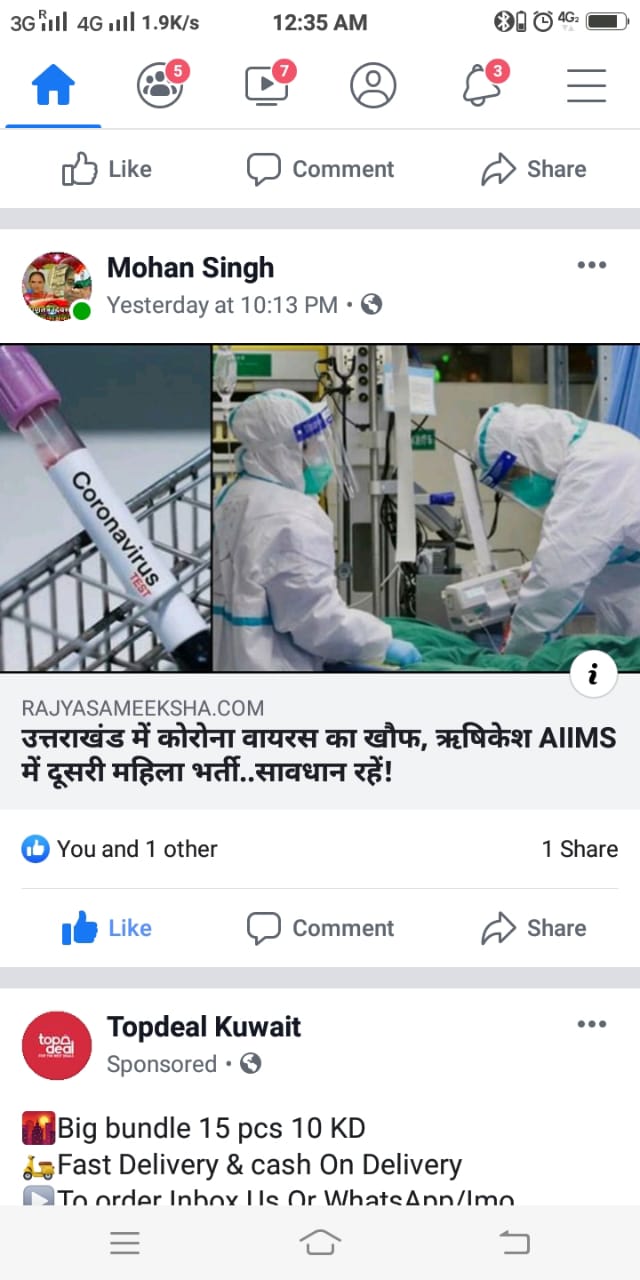 3G R 4G 1.9K/s 12:35 AM 4G2
5 7 3
Like Comment Share
Mohan Singh
Yesterday at 10:13 PM •
Coronavirus
TEST
RAJYASAMEEKSHA.COM
उत्तराखंड में कोरोना वायरस का खौफ, ऋषिकेश AIIMS
में दूसरी महिला भर्ती..सावधान रहें!
You and 1 other 1 Share
Like Comment Share
topdeal
Topdeal Kuwait
Sponsored •
Big bundle 15 pcs 10 KD
Fast Delivery & cash On Delivery
To order Inbox Us Or WhatsApp/Imo